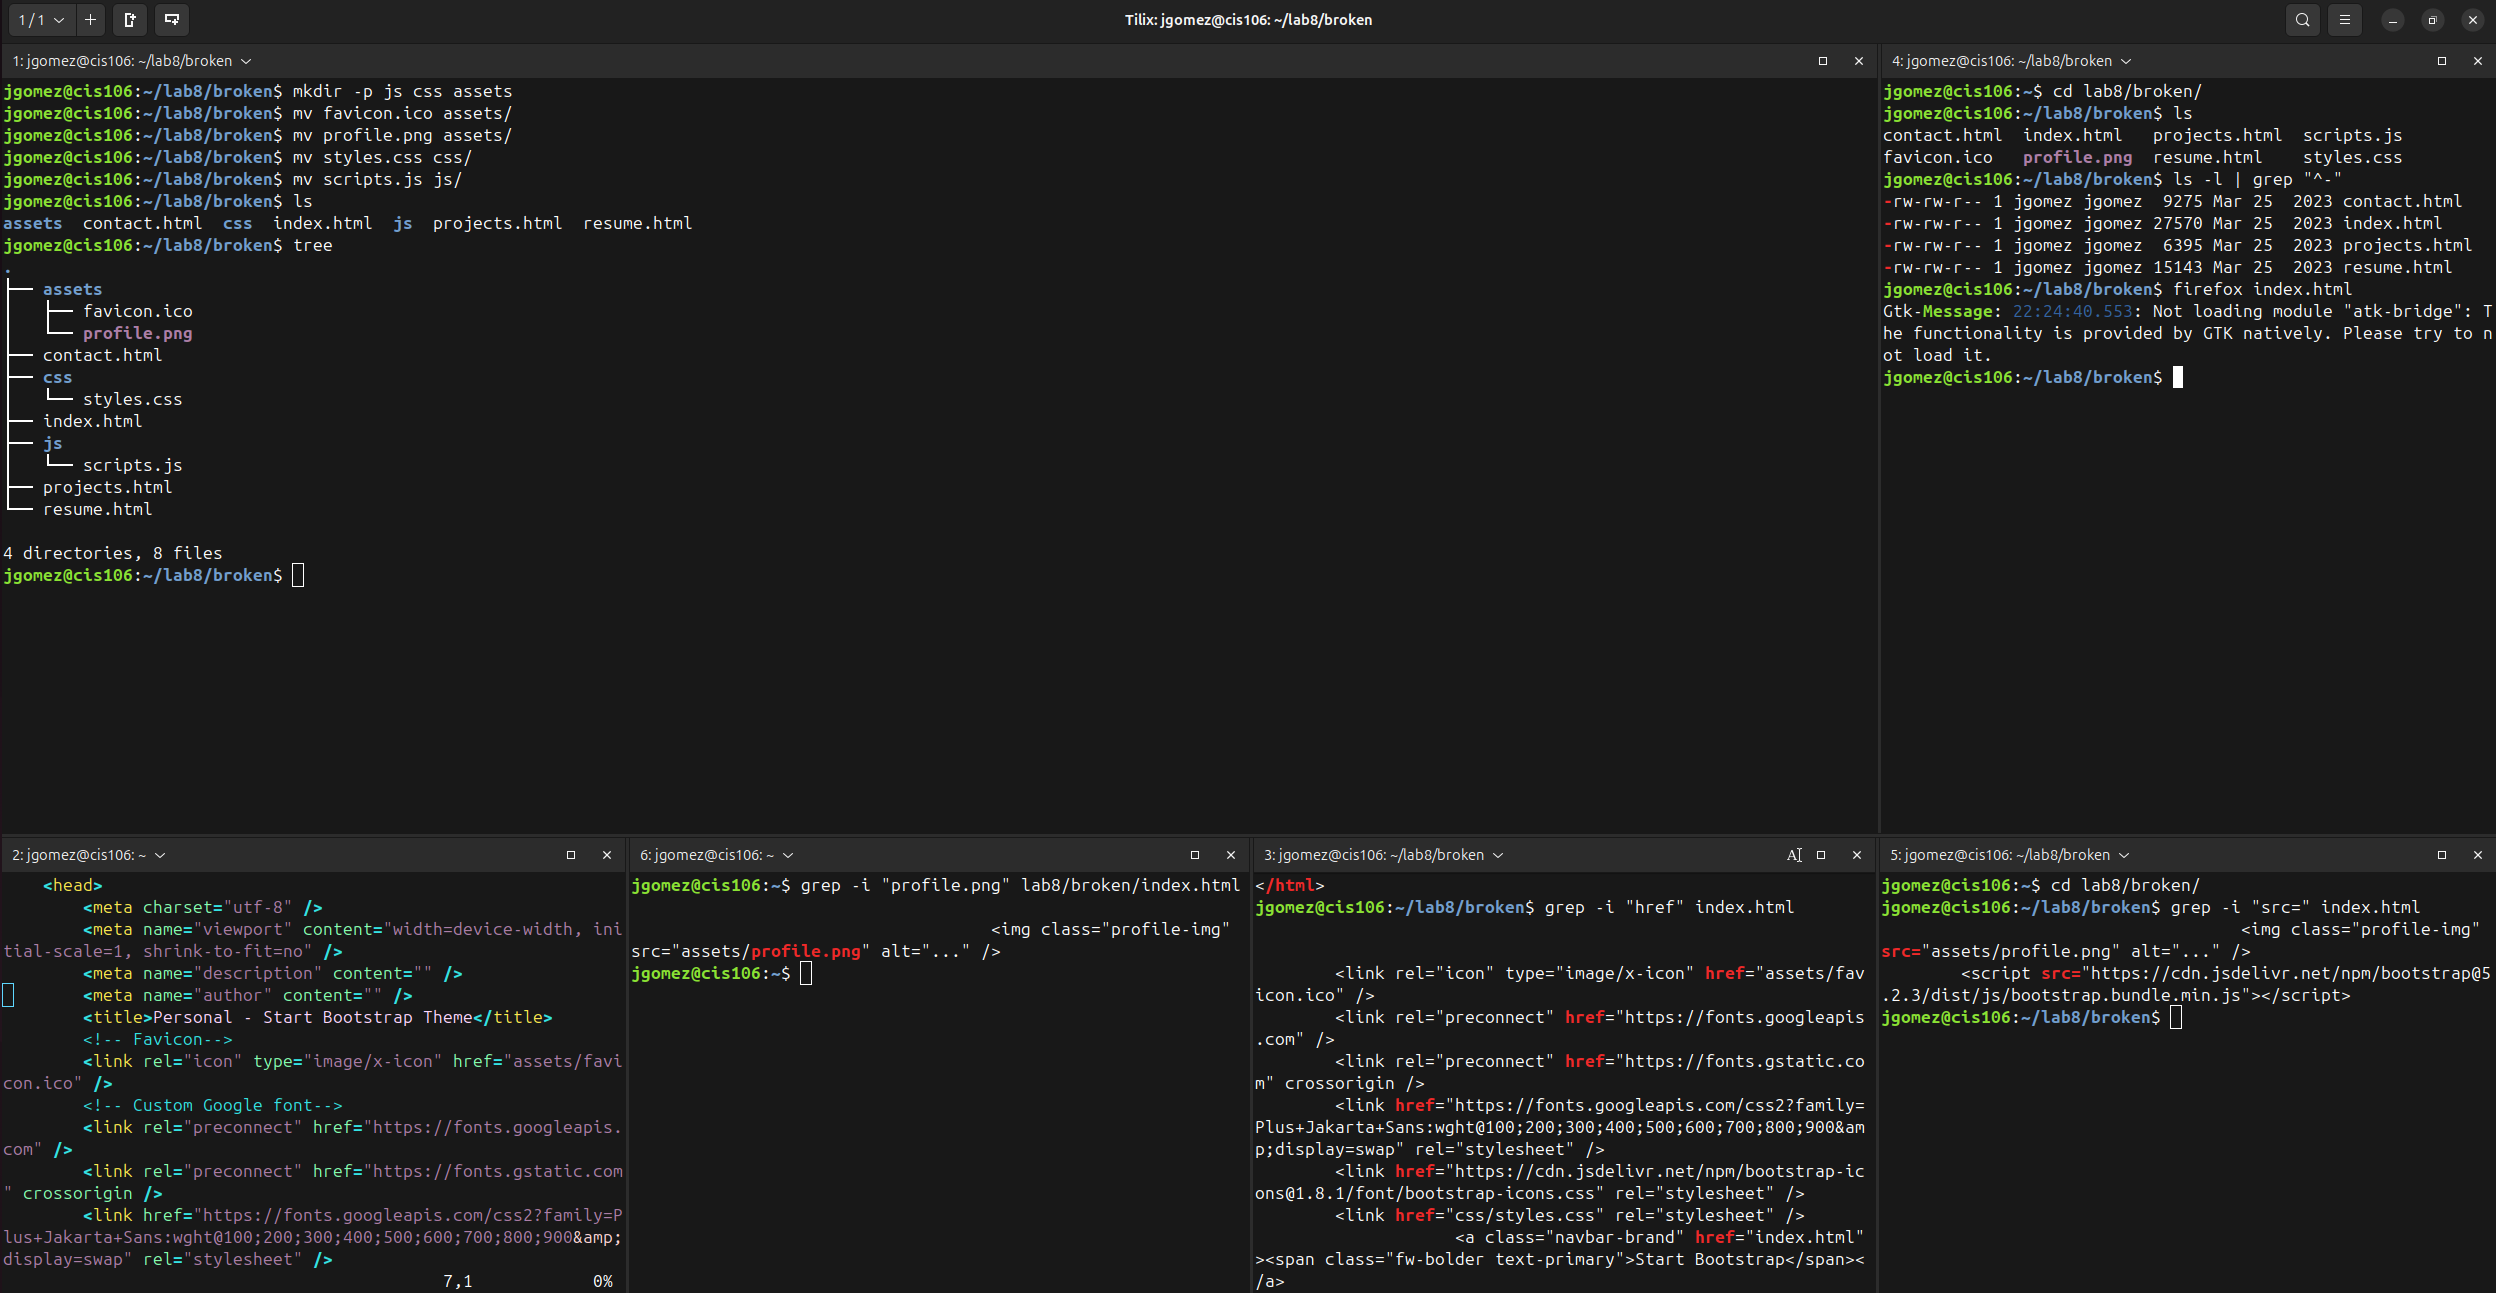 1 / 1
Tilix: jgomez@cis106: ~/lab8/broken
1: jgomez@cis106: ~/lab8/broken
jgomez@cis106:~/lab8/broken$ mkdir -p js css assets
jgomez@cis106:~/lab8/broken$ mv favicon.ico assets/
jgomez@cis106:~/lab8/broken$ mv profile.png assets/
jgomez@cis106:~/lab8/broken$ mv styles.css css/
jgomez@cis106:~/lab8/broken$ mv scripts.js js/
jgomez@cis106:~/lab8/broken$ ls
assets  contact.html  css  index.html  js  projects.html  resume.html
jgomez@cis106:~/lab8/broken$ tree
.
├── assets
│   ├── favicon.ico
│   └── profile.png
├── contact.html
├── css
│   └── styles.css
├── index.html
├── js
│   └── scripts.js
├── projects.html
└── resume.html
4 directories, 8 files
jgomez@cis106:~/lab8/broken$
4: jgomez@cis106: ~/lab8/broken
jgomez@cis106:~$ cd lab8/broken/
jgomez@cis106:~/lab8/broken$ ls
contact.html  index.html   projects.html  scripts.js
favicon.ico   profile.png  resume.html    styles.css
jgomez@cis106:~/lab8/broken$ ls -l | grep "^-"
-rw-rw-r-- 1 jgomez jgomez  9275 Mar 25  2023 contact.html
-rw-rw-r-- 1 jgomez jgomez 27570 Mar 25  2023 index.html
-rw-rw-r-- 1 jgomez jgomez  6395 Mar 25  2023 projects.html
-rw-rw-r-- 1 jgomez jgomez 15143 Mar 25  2023 resume.html
jgomez@cis106:~/lab8/broken$ firefox index.html
Gtk-Message: 22:24:40.553: Not loading module "atk-bridge": T
he functionality is provided by GTK natively. Please try to n
ot load it.
jgomez@cis106:~/lab8/broken$
2: jgomez@cis106: ~
<head>
<meta charset="utf-8" />
<meta name="viewport" content="width=device-width, ini
tial-scale=1, shrink-to-fit=no" />
<meta name="description" content="" />
<meta name="author" content="" />
<title>Personal - Start Bootstrap Theme</title>
<!-- Favicon-->
<link rel="icon" type="image/x-icon" href="assets/favi
con.ico" />
<!-- Custom Google font-->
<link rel="preconnect" href="https://fonts.googleapis.
com" />
<link rel="preconnect" href="https://fonts.gstatic.com
" crossorigin />
<link href="https://fonts.googleapis.com/css2?family=P
lus+Jakarta+Sans:wght@100;200;300;400;500;600;700;800;900&amp;
display=swap" rel="stylesheet" />
7,1 0%
6: jgomez@cis106: ~
jgomez@cis106:~$ grep -i "profile.png" lab8/broken/index.html
<img class="profile-img"
src="assets/profile.png" alt="..." />
jgomez@cis106:~$
3: jgomez@cis106: ~/lab8/broken
</html>
jgomez@cis106:~/lab8/broken$ grep -i "href" index.html
<link rel="icon" type="image/x-icon" href="assets/fav
icon.ico" />
<link rel="preconnect" href="https://fonts.googleapis
.com" />
<link rel="preconnect" href="https://fonts.gstatic.co
m" crossorigin />
<link href="https://fonts.googleapis.com/css2?family=
Plus+Jakarta+Sans:wght@100;200;300;400;500;600;700;800;900&am
p;display=swap" rel="stylesheet" />
<link href="https://cdn.jsdelivr.net/npm/bootstrap-ic
ons@1.8.1/font/bootstrap-icons.css" rel="stylesheet" />
<link href="css/styles.css" rel="stylesheet" />
<a class="navbar-brand" href="index.html"
><span class="fw-bolder text-primary">Start Bootstrap</span><
/a>
5: jgomez@cis106: ~/lab8/broken
jgomez@cis106:~$ cd lab8/broken/
jgomez@cis106:~/lab8/broken$ grep -i "src=" index.html
<img class="profile-img"
src="assets/profile.png" alt="..." />
<script src="https://cdn.jsdelivr.net/npm/bootstrap@5
.2.3/dist/js/bootstrap.bundle.min.js"></script>
jgomez@cis106:~/lab8/broken$